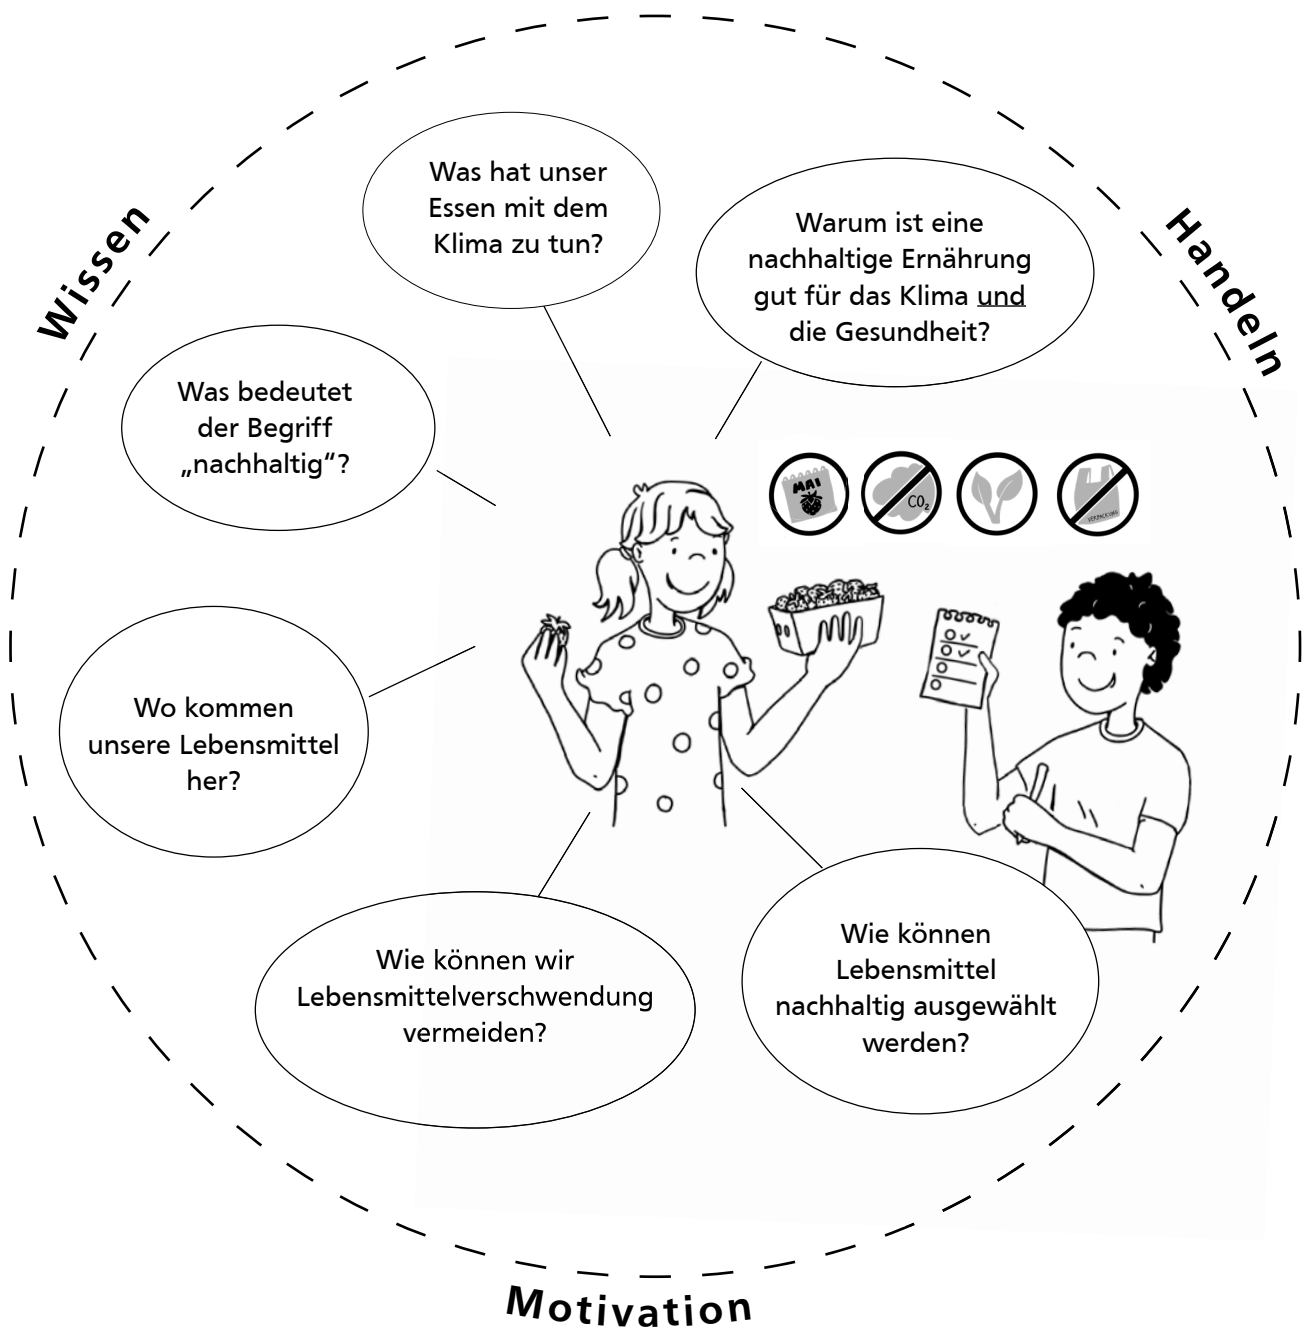 Was hat unser
Essen mit dem
Klima zu tun?
Warum ist eine
nachhaltige Ernährung
gut für das Klima und
die Gesundheit?
Wissen
Handeln
Was bedeutet
der Begriff
„nachhaltig“?
MAI
CO₂
VERPACKUNG
Wo kommen
unsere Lebensmittel
her?
Wie können wir
Lebensmittelverschwendung
vermeiden?
Wie können
Lebensmittel
nachhaltig ausgewählt
werden?
Motivation